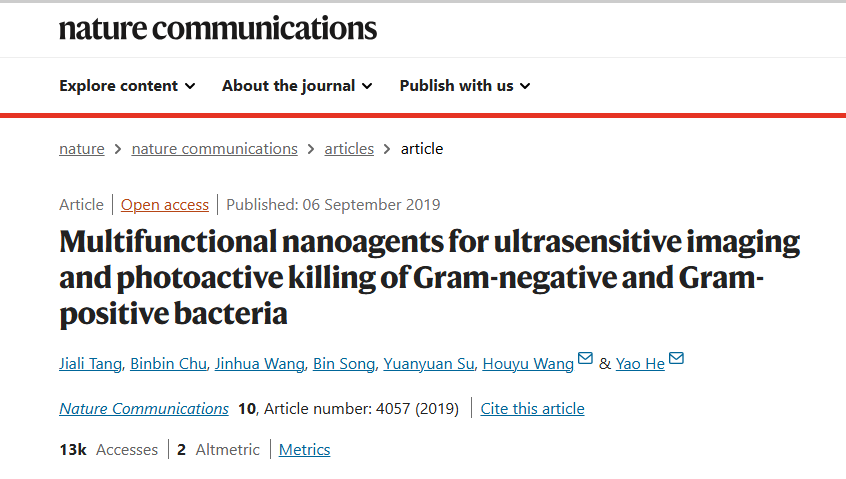 nature communications
Explore content About the journal Publish with us
nature > nature communications > articles > article
Article | Open access | Published: 06 September 2019
Multifunctional nanoagents for ultrasensitive imaging
and photoactive killing of Gram-negative and Gram-
positive bacteria
Jiali Tang, Binbin Chu, Jinhua Wang, Bin Song, Yuanyuan Su, Houyu Wang & Yao He
Nature Communications 10, Article number: 4057 (2019) | Cite this article
13k Accesses | 2 Altmetric | Metrics